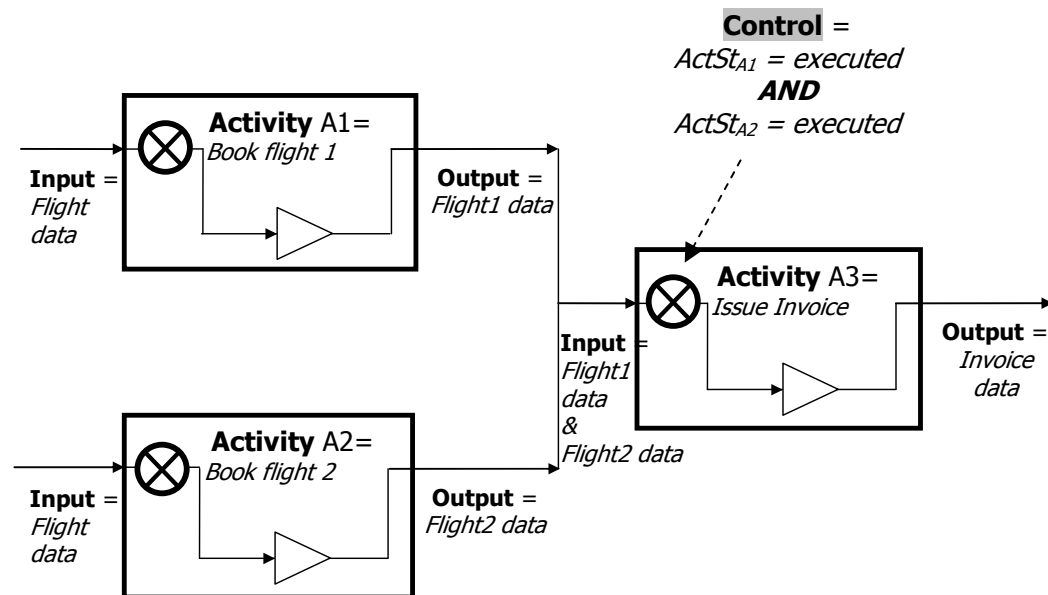 Control =
ActStA1 = executed
AND
ActStA2 = executed
Activity A1=
Book flight 1
Input =
Flight
data
Output =
Flight1 data
Activity A3=
Issue Invoice
Input =
Flight1
data
&
Flight2 data
Output =
Invoice
data
Activity A2=
Book flight 2
Input =
Flight
data
Output =
Flight2 data